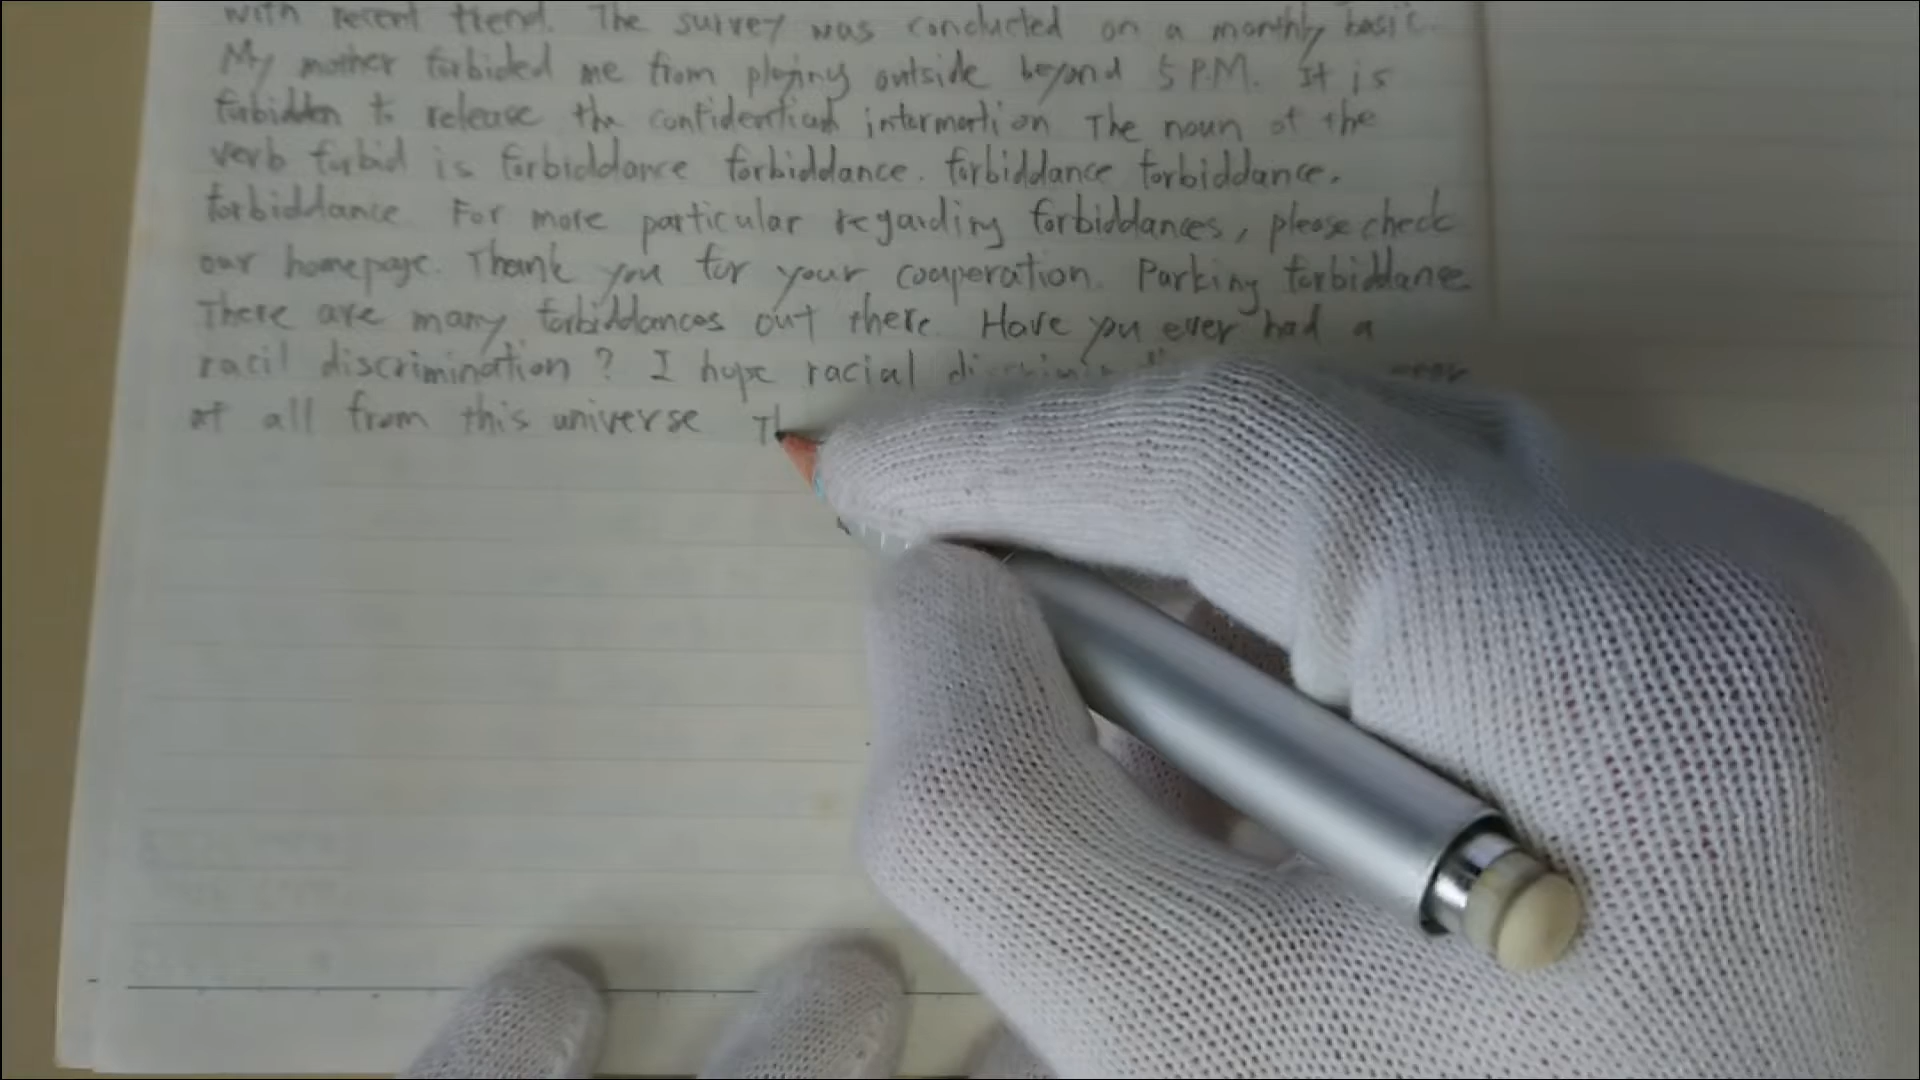 with recent trend. The survey was conducted on a monthly basic.
My mother forbided me from playing outside beyond 5 P.M. It is
forbidden to release the confidential information The noun of the
verb forbid is forbiddance forbiddance. forbiddance forbiddance.
forbiddance For more particular regarding forbiddances, please check
our homepage. Thank you for your cooperation. Parking forbiddance
There are many forbiddances out there Have you ever had a
racil discrimination ? I hope racial
at all from this universe Th